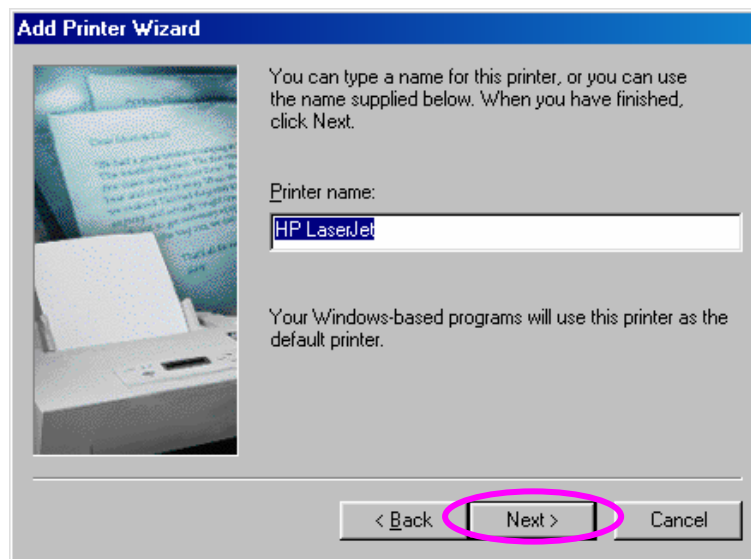 Add Printer Wizard
You can type a name for this printer, or you can use
the name supplied below. When you have finished,
click Next.
Printer name:
HP LaserJet
Your Windows-based programs will use this printer as the
default printer.
< Back
Next >
Cancel